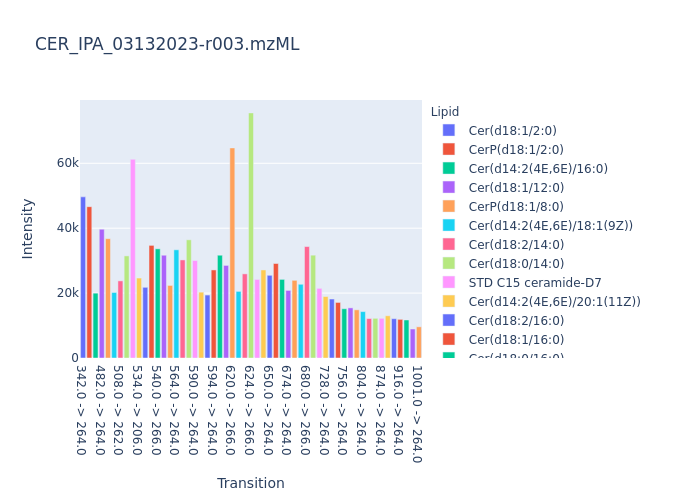 CER_IPA_03132023-r003.mzML
Lipid
Cer(d18:1/2:0)
CerP(d18:1/2:0)
Cer(d14:2(4E,6E)/16:0)
Cer(d18:1/12:0)
CerP(d18:1/8:0)
Cer(d14:2(4E,6E)/18:1(9Z))
Cer(d18:2/14:0)
Cer(d18:0/14:0)
STD C15 ceramide-D7
Cer(d14:2(4E,6E)/20:1(11Z))
Cer(d18:2/16:0)
Cer(d18:1/16:0)
Cer(d18:0/16:0)
Intensity
60k
40k
20k
0
342.0 -> 264.0
482.0 -> 264.0
508.0 -> 262.0
534.0 -> 206.0
540.0 -> 266.0
564.0 -> 264.0
590.0 -> 264.0
594.0 -> 264.0
620.0 -> 266.0
624.0 -> 266.0
650.0 -> 264.0
674.0 -> 264.0
680.0 -> 266.0
728.0 -> 264.0
756.0 -> 264.0
804.0 -> 264.0
874.0 -> 264.0
916.0 -> 264.0
1001.0 -> 264.0
Transition